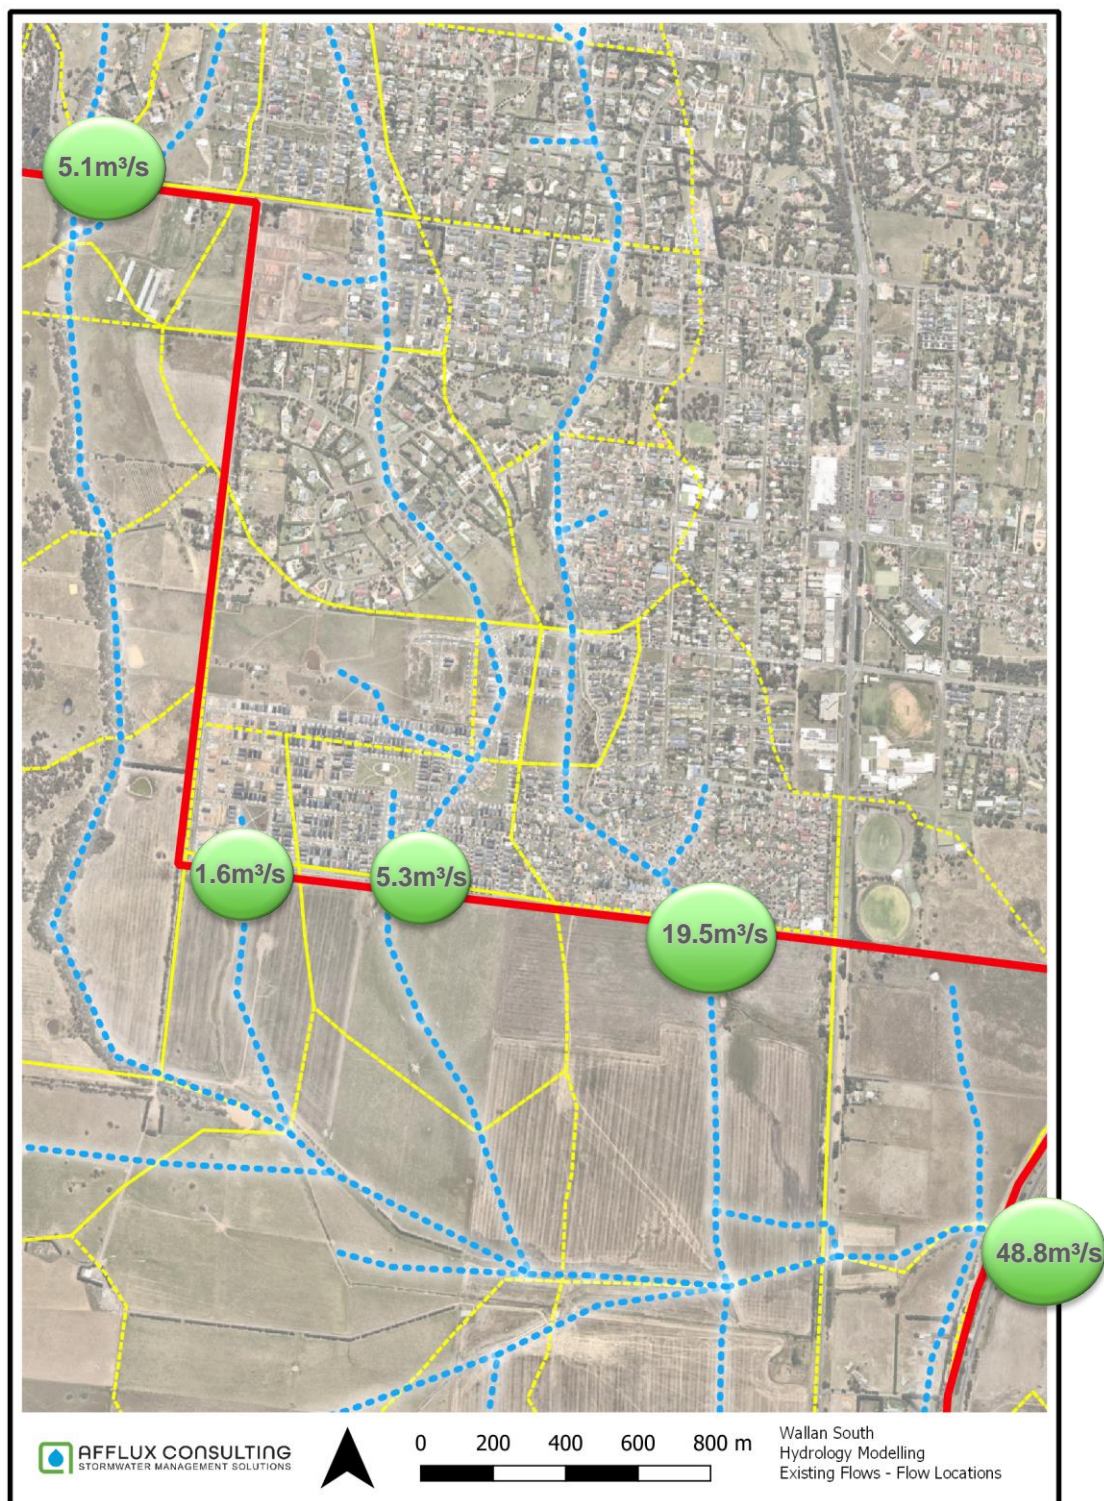 5.1m³/s
1.6m³/s
5.3m³/s
19.5m³/s
48.8m³/s
AFFLUX CONSULTING
STORMWATER MANAGEMENT SOLUTIONS
0 200 400 600 800 m
Wallan South
Hydrology Modelling
Existing Flows - Flow Locations